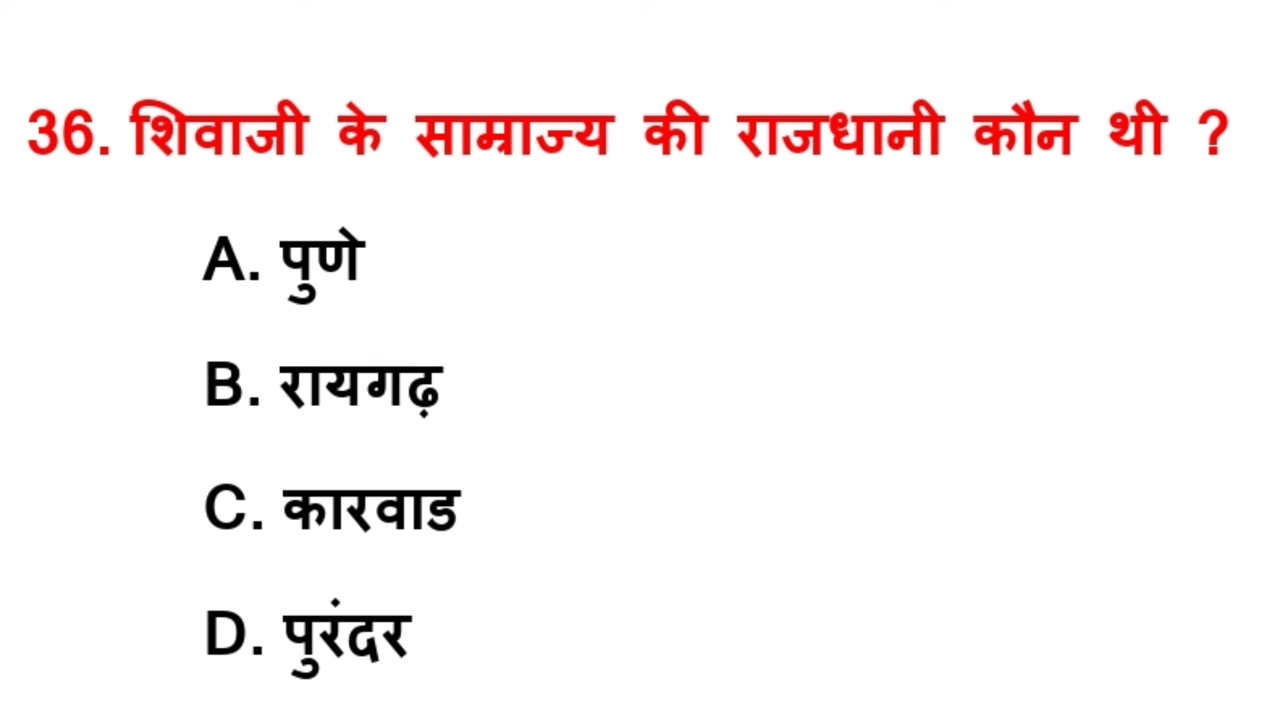 36. शिवाजी के साम्राज्य की राजधानी कौन थी ?
A. पुणे
B. रायगढ़
C. कारवाड
D. पुरंदर